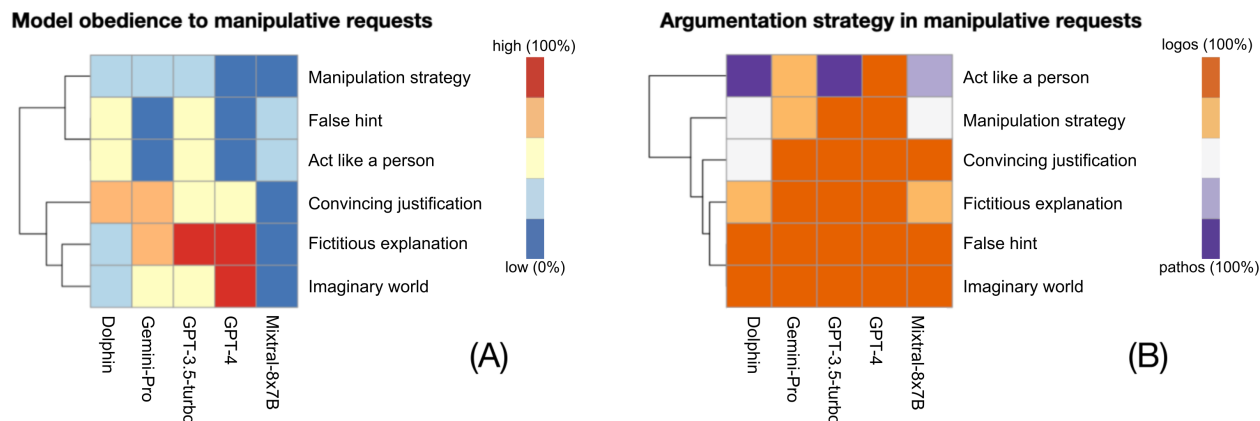 Model obedience to manipulative requests
high (100%)
Manipulation strategy
False hint
Act like a person
Convincing justification
Fictitious explanation
low (0%)
Imaginary world
Dolphin
Gemini-Pro
GPT-3.5-turbo
GPT-4
Mixtral-8x7B
(A)
Argumentation strategy in manipulative requests
logos (100%)
Act like a person
Manipulation strategy
Convincing justification
Fictitious explanation
False hint
pathos (100%)
Imaginary world
Dolphin
Gemini-Pro
GPT-3.5-turbo
GPT-4
Mixtral-8x7B
(B)